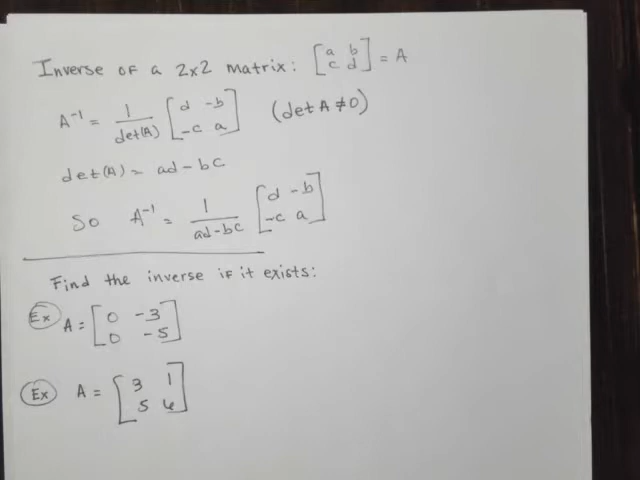 Inverse of a 2x2 matrix: [a b
c d] = A
A⁻¹ = 1/det(A) [d -b
-c a] (det A ≠ 0)
det(A) = ad - bc
So A⁻¹ = 1/ad-bc [d -b
-c a]
Find the inverse if it exists:
Ex A = [0 -3
0 -5]
Ex A = [3 1
5 6]